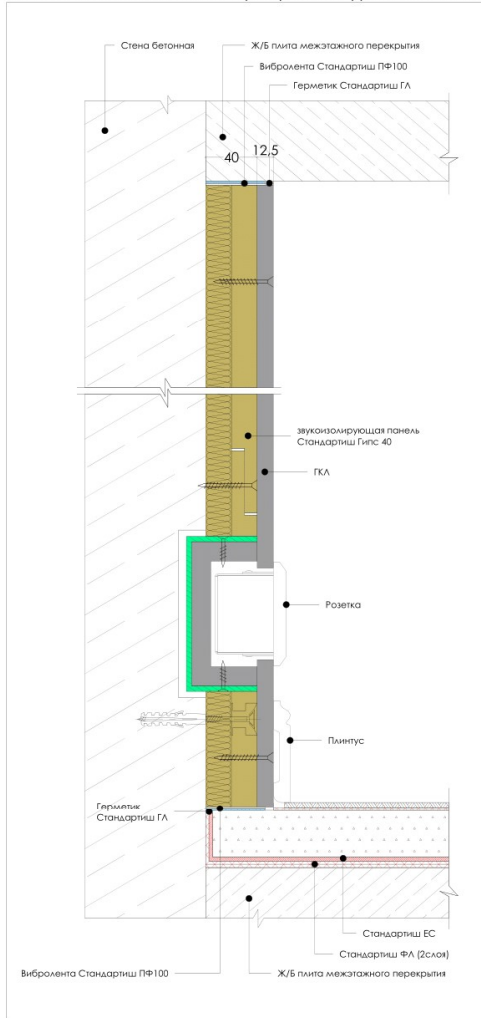 Стена бетонная
Ж/Б плита межэтажного перекрытия
Вибролента Стандартиш ПФ100
Герметик Стандартиш ГЛ
40
12,5
звукоизолирующая панель
Стандартиш Гипс 40
ГКЛ
Розетка
Плинтус
Герметик
Стандартиш ГЛ
Стандартиш ЕС
Стандартиш ФЛ (2слоя)
Вибролента Стандартиш ПФ100
Ж/Б плита межэтажного перекрытия